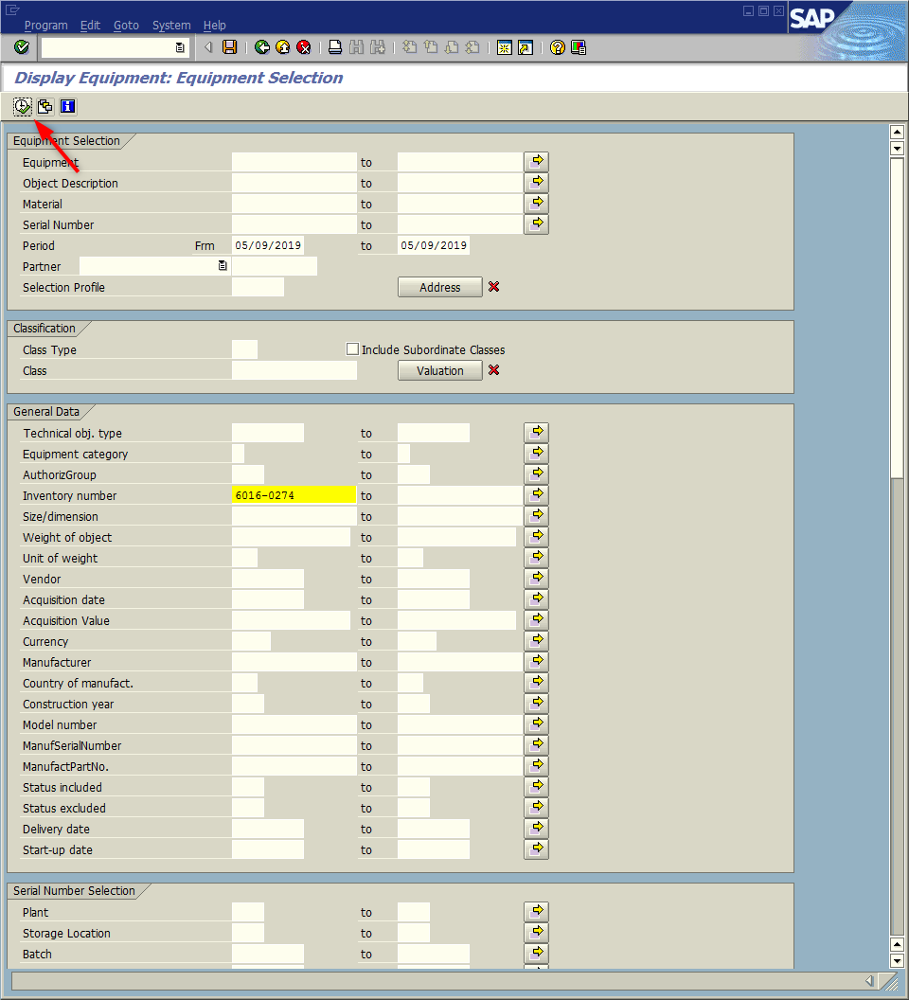 Program Edit Goto System Help
SAP
Display Equipment: Equipment Selection
Equipment Selection
Equipment to
Object Description to
Material to
Serial Number to
Period Frm 05/09/2019 to 05/09/2019
Partner
Selection Profile Address
Classification
Class Type Include Subordinate Classes
Class Valuation
General Data
Technical obj. type to
Equipment category to
AuthorizGroup to
Inventory number 6016-0274 to
Size/dimension to
Weight of object to
Unit of weight to
Vendor to
Acquisition date to
Acquisition Value to
Currency to
Manufacturer to
Country of manufact. to
Construction year to
Model number to
ManufSerialNumber to
ManufactPartNo. to
Status included to
Status excluded to
Delivery date to
Start-up date to
Serial Number Selection
Plant to
Storage Location to
Batch to